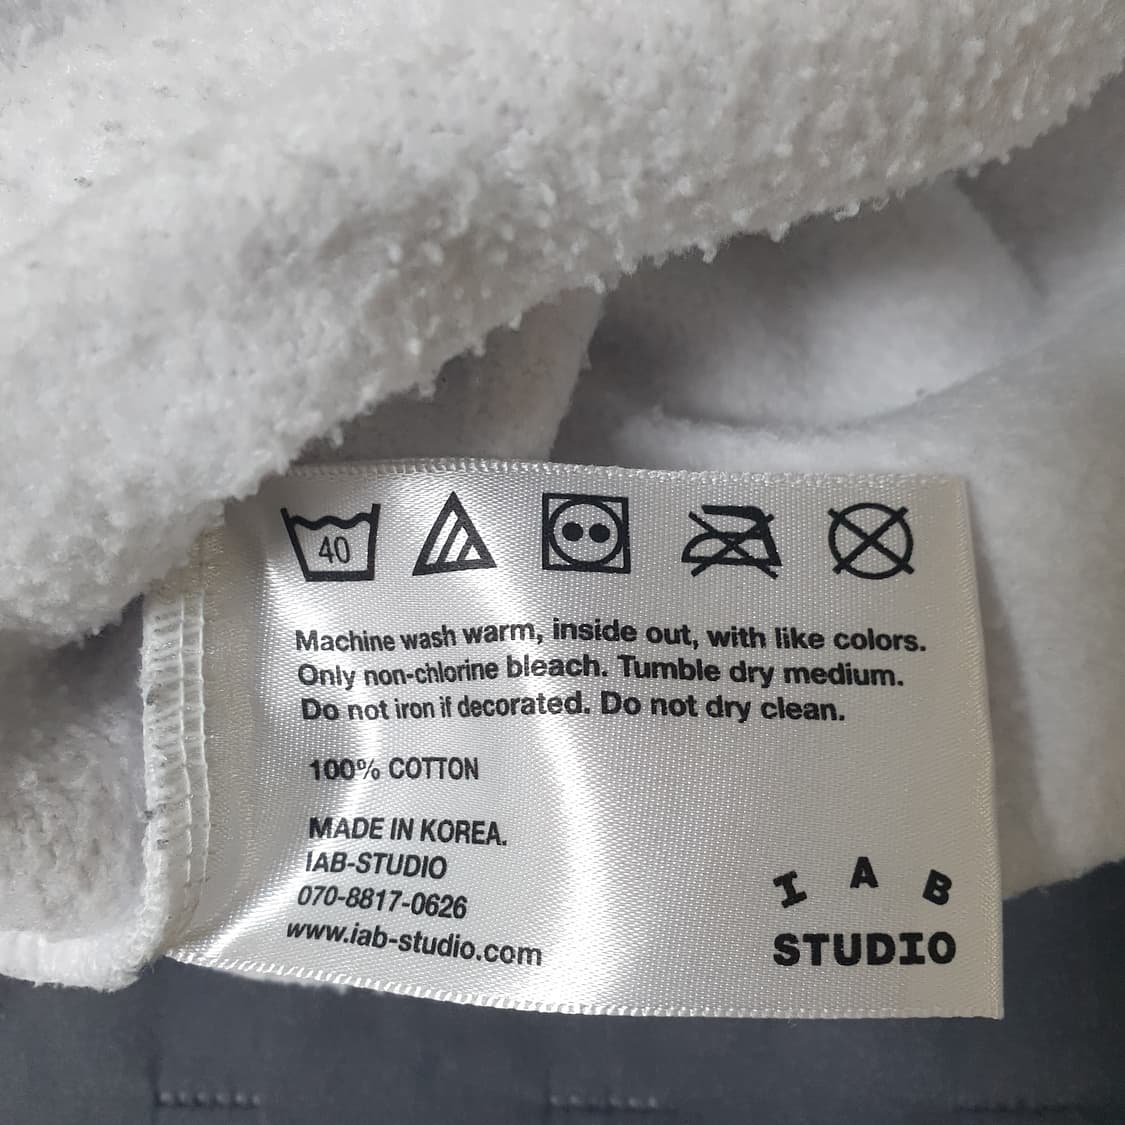 40
Machine wash warm, inside out, with like colors.
Only non-chlorine bleach. Tumble dry medium.
Do not iron if decorated. Do not dry clean.
100% COTTON
MADE IN KOREA.
IAB-STUDIO
070-8817-0626
www.iab-studio.com
I A B
STUDIO